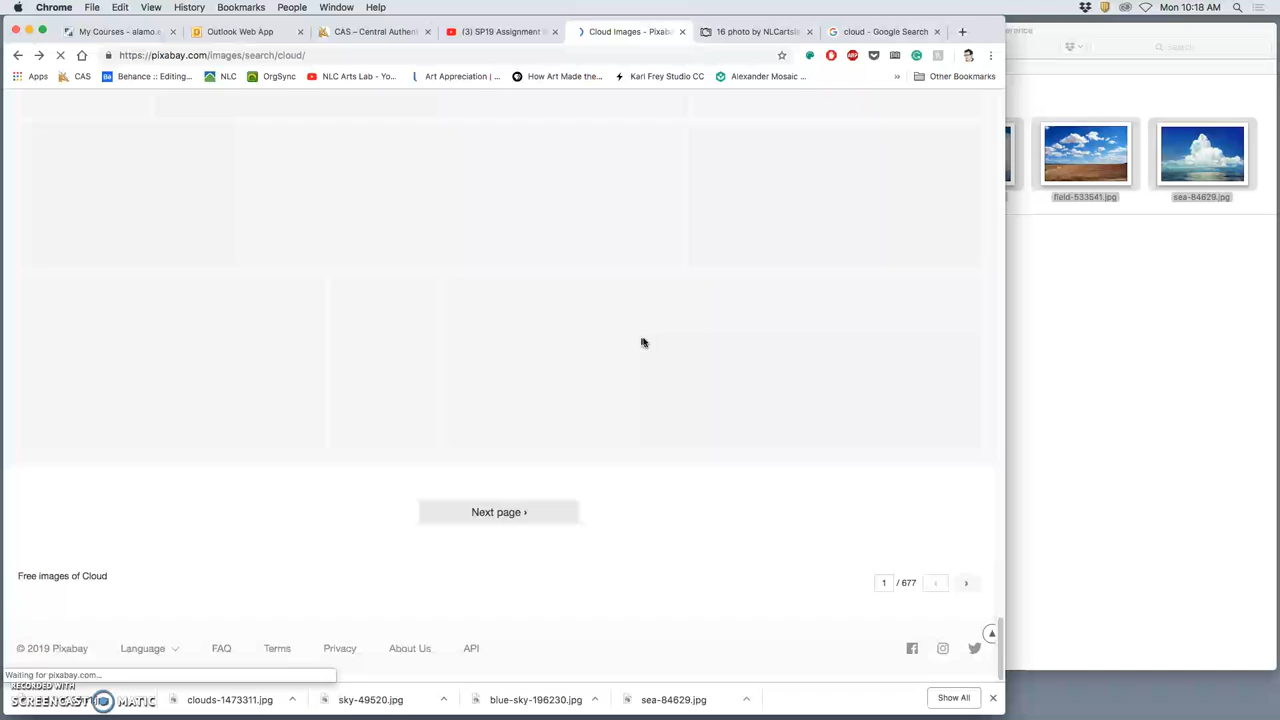 Chrome File Edit View History Bookmarks People Window Help Mon 10:18 AM
My Courses - alamo.e Outlook Web App CAS – Central Authen (3) SP19 Assignment Cloud Images - Pixaba 16 photo by NLCartsla cloud - Google Search
https://pixabay.com/images/search/cloud/
Search
Apps CAS Behance :: Editing... NLC OrgSync NLC Arts Lab - Yo... Art Appreciation | ... How Art Made the... Karl Frey Studio CC Alexander Mosaic ... » Other Bookmarks
field-533541.jpg sea-84629.jpg
Next page ›
Free images of Cloud
1 / 677 ‹ ›
© 2019 Pixabay Language FAQ Terms Privacy About Us API
Waiting for pixabay.com...
RECORDED WITH
SCREENCAST MATIC
clouds-1473311.jpg sky-49520.jpg blue-sky-196230.jpg sea-84629.jpg Show All